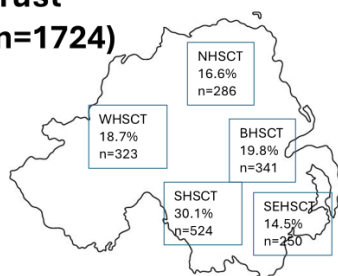 rust
n=1724)
NHSCT
16.6%
n=286
WHSCT
18.7%
n=323
BHSCT
19.8%
n=341
SHSCT
30.1%
n=524
SEHSCT
14.5%
n=250